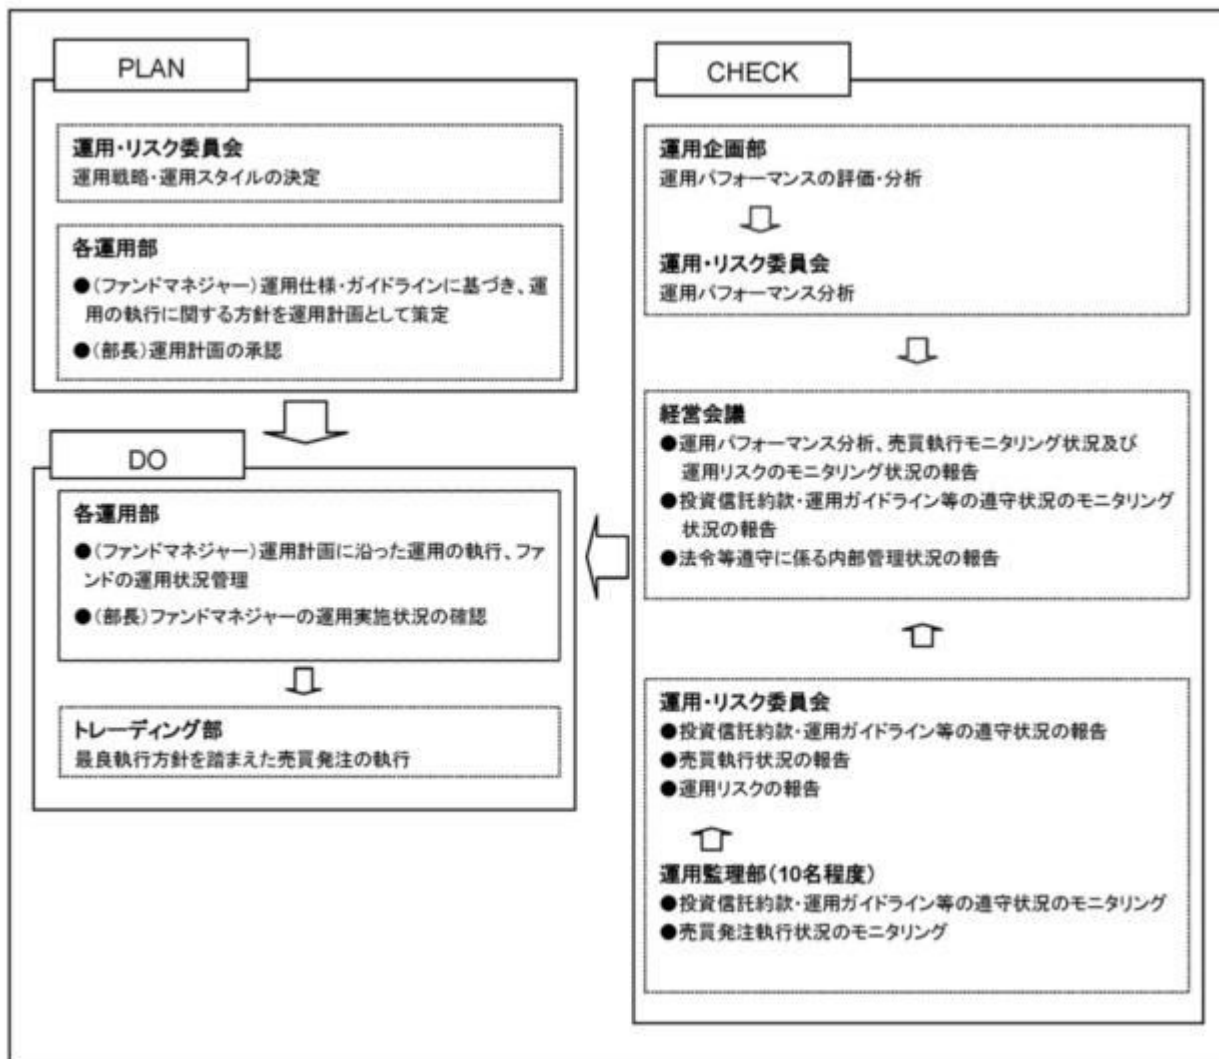 PLAN
運用・リスク委員会
運用戦略・運用スタイルの決定
各運用部
●(ファンドマネジャー)運用仕様・ガイドラインに基づき、運
用の執行に関する方針を運用計画として策定
●(部長)運用計画の承認
DO
各運用部
●(ファンドマネジャー)運用計画に沿った運用の執行、ファ
ンドの運用状況管理
●(部長)ファンドマネジャーの運用実施状況の確認
トレーディング部
最良執行方針を踏まえた売買発注の執行
CHECK
運用企画部
運用パフォーマンスの評価・分析
運用・リスク委員会
運用パフォーマンス分析
経営会議
●運用パフォーマンス分析、売買執行モニタリング状況及び
運用リスクのモニタリング状況の報告
●投資信託約款・運用ガイドライン等の遵守状況のモニタリング
状況の報告
●法令等遵守に係る内部管理状況の報告
運用・リスク委員会
●投資信託約款・運用ガイドライン等の遵守状況の報告
●売買執行状況の報告
●運用リスクの報告
運用監理部(10名程度)
●投資信託約款・運用ガイドライン等の遵守状況のモニタリング
●売買発注執行状況のモニタリング